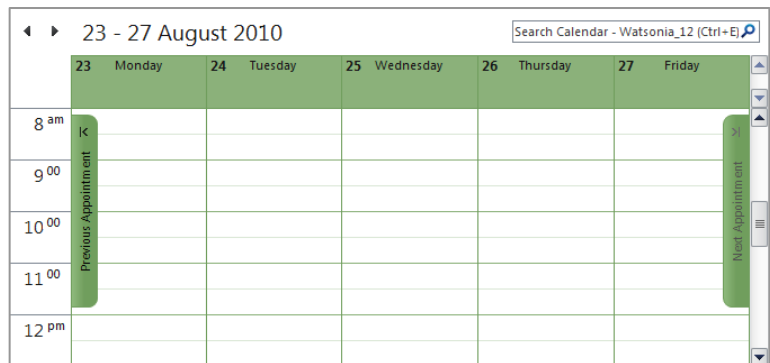 23 - 27 August 2010
Search Calendar - Watsonia_12 (Ctrl+E)
23 Monday 24 Tuesday 25 Wednesday 26 Thursday 27 Friday
8 am
9 00
10 00
11 00
12 pm
Previous Appointment
Next Appointment